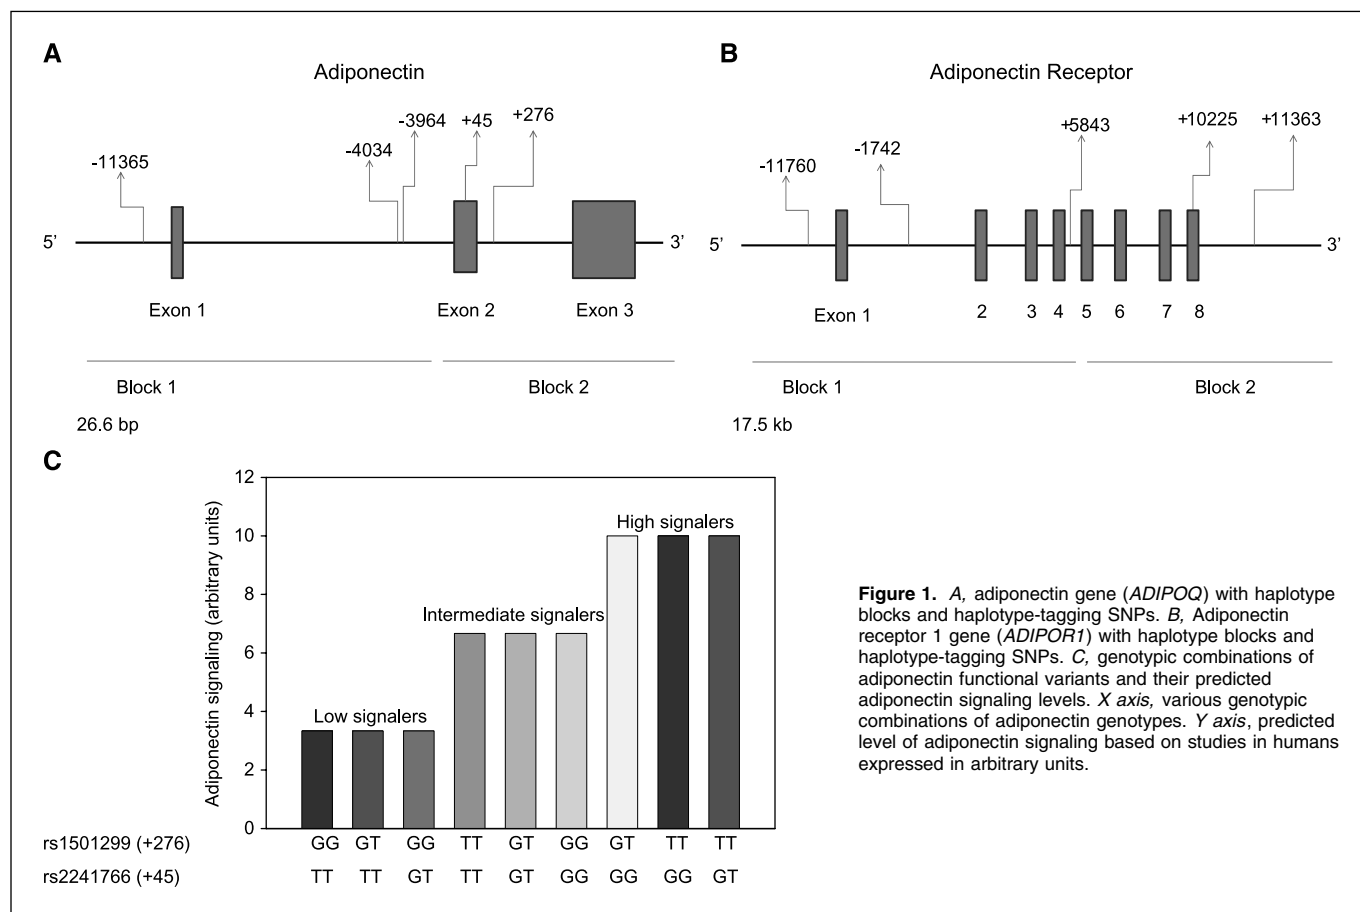 A
Adiponectin
-11365
-4034
-3964
+45
+276
5’
3’
Exon 1
Exon 2
Exon 3
Block 1
Block 2
26.6 bp
B
Adiponectin Receptor
-11760
-1742
+5843
+10225
+11363
5’
3’
Exon 1
2
3
4
5
6
7
8
Block 1
Block 2
17.5 kb
C
Adiponectin signaling (arbitrary units)
12
10
8
6
4
2
0
Low signalers
Intermediate signalers
High signalers
rs1501299 (+276) GG GT GG TT GT GG GT TT TT
rs2241766 (+45) TT TT GT TT GT GG GG GG GT
Figure 1. A, adiponectin gene (ADIPOQ) with haplotype
blocks and haplotype-tagging SNPs. B, Adiponectin
receptor 1 gene (ADIPOR1) with haplotype blocks and
haplotype-tagging SNPs. C, genotypic combinations of
adiponectin functional variants and their predicted
adiponectin signaling levels. X axis, various genotypic
combinations of adiponectin genotypes. Y axis, predicted
level of adiponectin signaling based on studies in humans
expressed in arbitrary units.